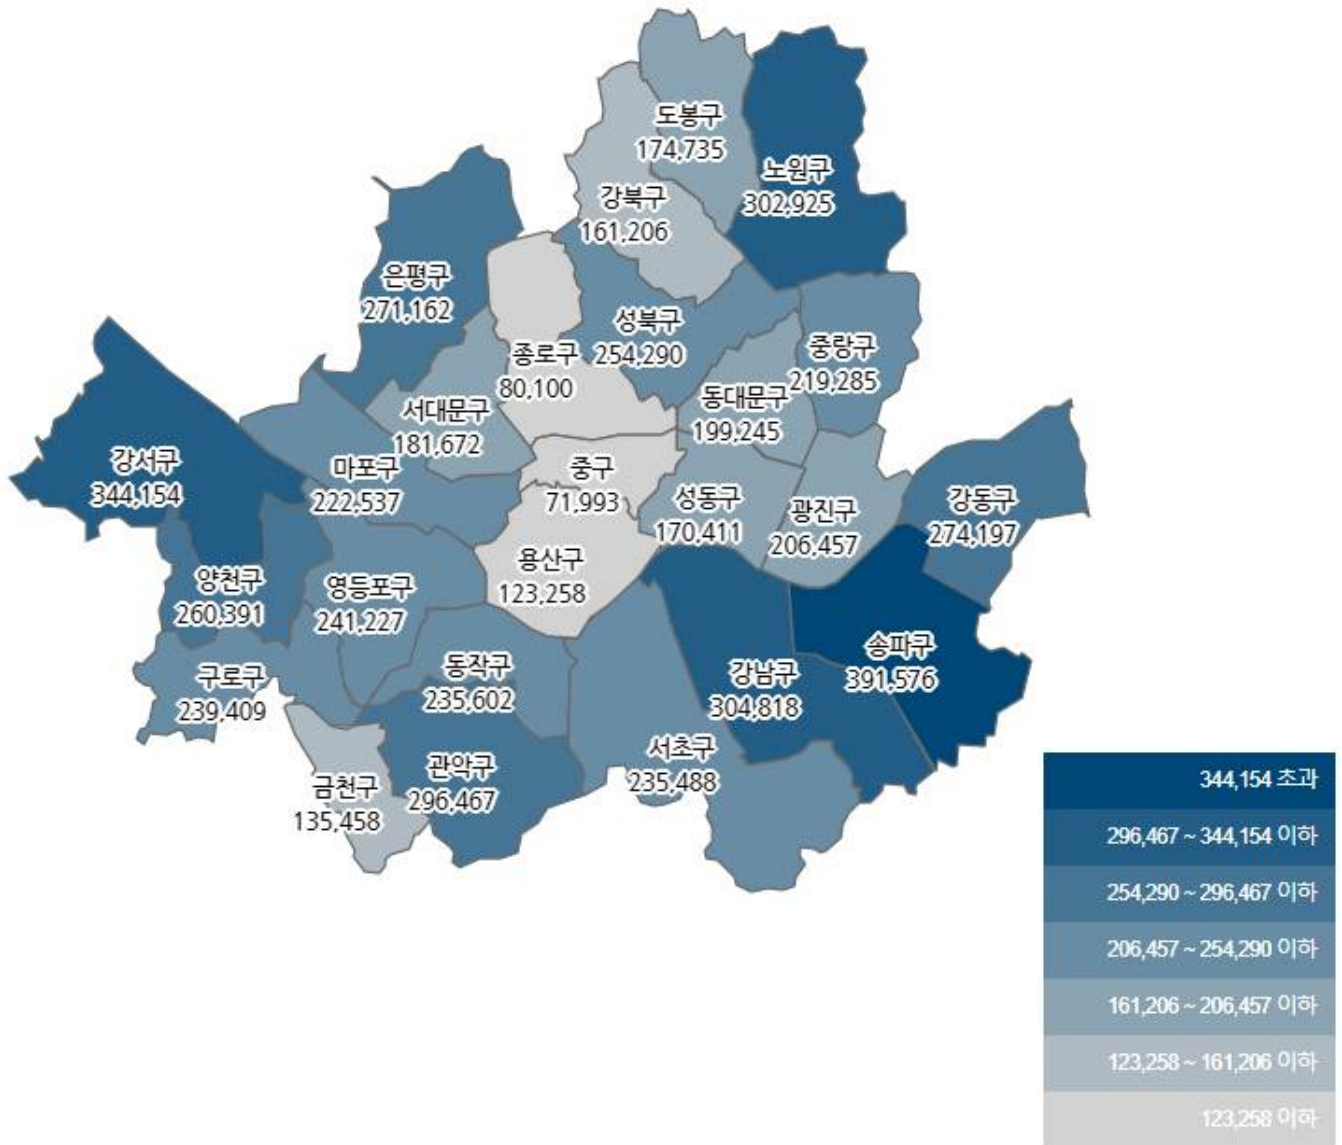 도봉구
174,735
노원구
302,925
강북구
161,206
은평구
271,162
성북구
254,290
종로구
80,100
중랑구
219,285
동대문구
199,245
서대문구
181,672
강서구
344,154
마포구
222,537
중구
71,993
성동구
170,411
광진구
206,457
강동구
274,197
용산구
123,258
양천구
260,391
영등포구
241,227
구로구
239,409
동작구
235,602
강남구
304,818
송파구
391,576
서초구
235,488
관악구
296,467
금천구
135,458
344,154 초과
296,467 ~ 344,154 이하
254,290 ~ 296,467 이하
206,457 ~ 254,290 이하
161,206 ~ 206,457 이하
123,258 ~ 161,206 이하
123,258 이하